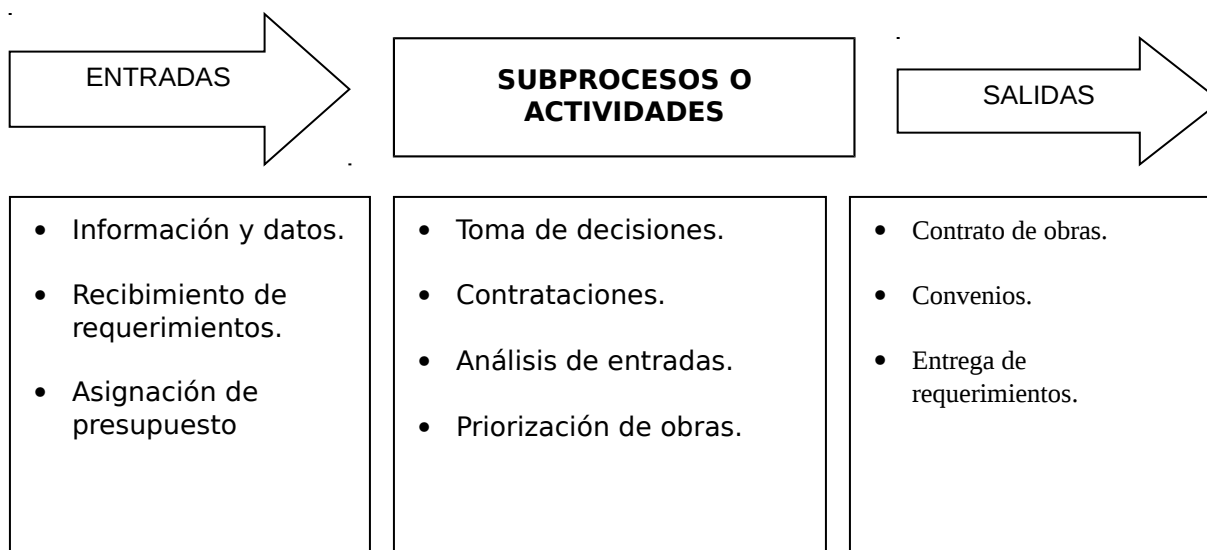 ENTRADAS
SUBPROCESOS O
ACTIVIDADES
SALIDAS
• Información y datos.
• Recibimiento de
requerimientos.
• Asignación de
presupuesto
• Toma de decisiones.
• Contrataciones.
• Análisis de entradas.
• Priorización de obras.
• Contrato de obras.
• Convenios.
• Entrega de
requerimientos.